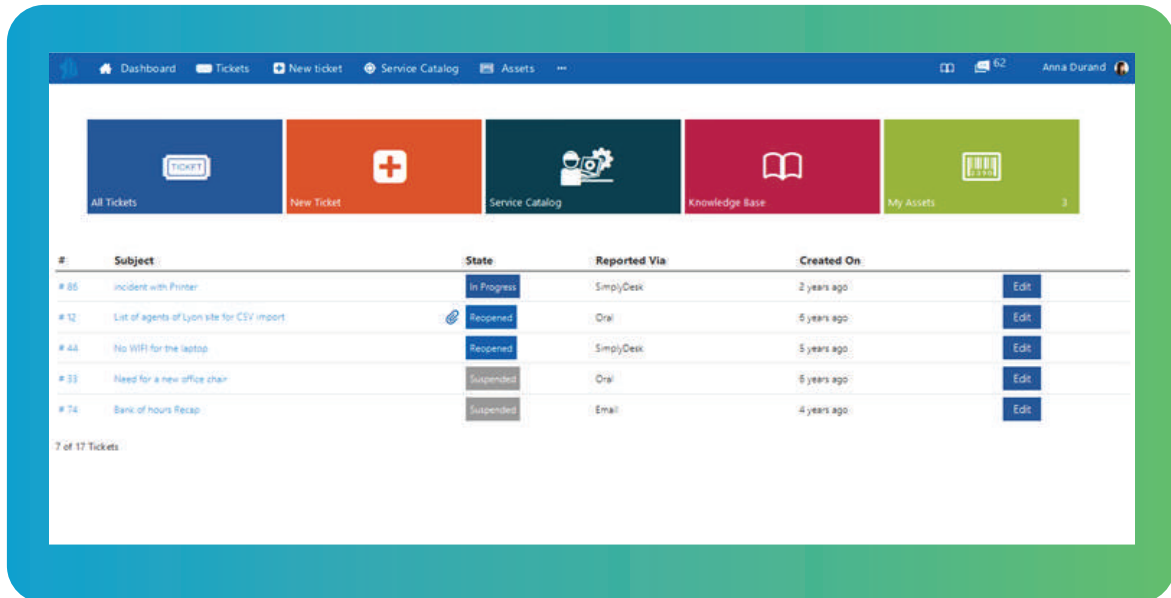 Dashboard Tickets New ticket Service Catalog Assets ... 62 Anna Durand
TICKET
All Tickets New Ticket Service Catalog Knowledge Base My Assets 3
# Subject State Reported Via Created On
# 86 incident with Printer In Progress SimplyDesk 2 years ago Edit
# 12 List of agents of Lyon site for CSV import Reopened Oral 6 years ago Edit
# 44 No WIFI for the laptop Reopened SimplyDesk 5 years ago Edit
# 33 Need for a new office chair Suspended Oral 6 years ago Edit
# 74 Bank of hours Recap Suspended Email 4 years ago Edit
7 of 17 Tickets